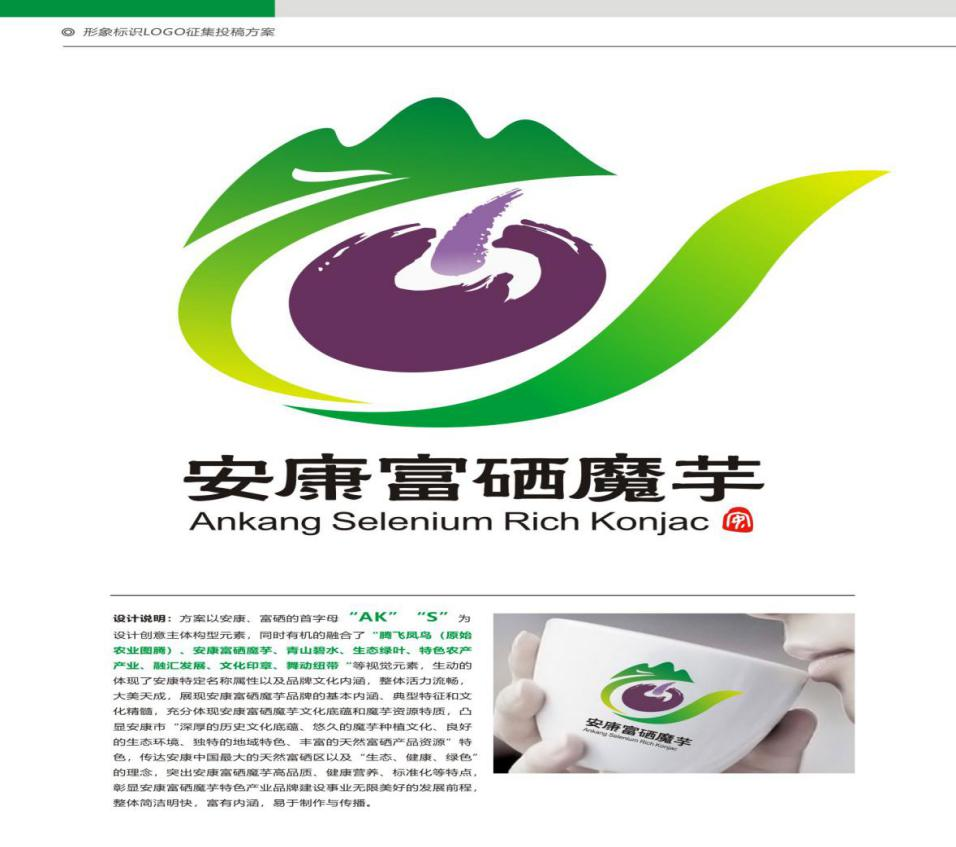 ◎ 形象标识LOGO征集投稿方案
安康富硒魔芋
Ankang Selenium Rich Konjac
设计说明：方案以安康、富硒的首字母 “AK” “S” 为
设计创意主体构型元素，同时有机的融合了“腾飞凤鸟（原始
农业图腾）、安康富硒魔芋、青山碧水、生态绿叶、特色农产
产业、融汇发展、文化印章、舞动纽带”等视觉元素，生动的
体现了安康特定名称属性以及品牌文化内涵，整体活力流畅，
大美天成，展现安康富硒魔芋品牌的基本内涵、典型特征和文
化精髓，充分体现安康富硒魔芋文化底蕴和魔芋资源特质，凸
显安康市“深厚的历史文化底蕴、悠久的魔芋种植文化、良好
的生态环境、独特的地域特色、丰富的天然富硒产品资源”特
色，传达安康中国最大的天然富硒区以及“生态、健康、绿色”
的理念，突出安康富硒魔芋高品质、健康营养、标准化等特点，
彰显安康富硒魔芋特色产业品牌建设事业无限美好的发展前程，
整体简洁明快，富有内涵，易于制作与传播。
安康富硒魔芋
Ankang Selenium Rich Konjac